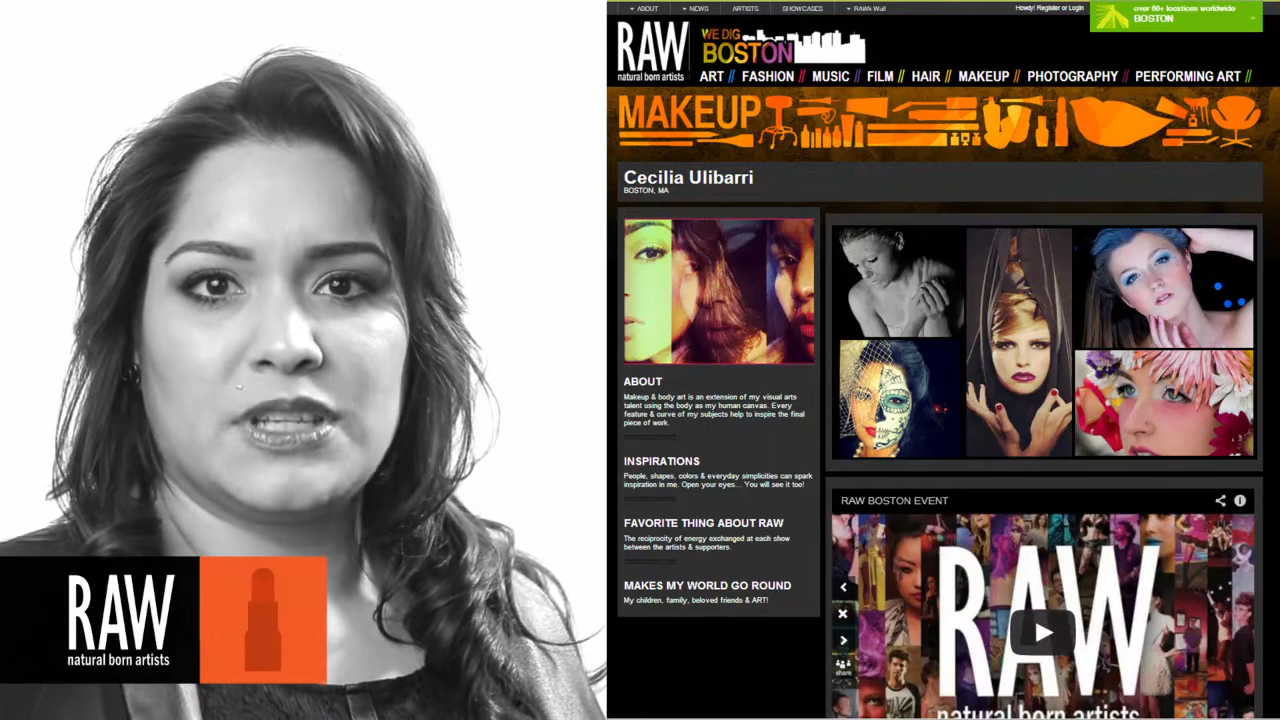 ABOUT
NEWS
ARTISTS
SHOWCASES
RAWk Wall
Howdy! Register or Login
over 60+ locations worldwide
BOSTON
RAW
natural born artists
WE DIG
BOSTON
ART // FASHION // MUSIC // FILM // HAIR // MAKEUP // PHOTOGRAPHY // PERFORMING ART //
MAKEUP
Cecilia Ulibarri
BOSTON, MA
ABOUT
Makeup & body art is an extension of my visual arts
talent using the body as my human canvas. Every
feature & curve of my subjects help to inspire the final
piece of work.
INSPIRATIONS
People, shapes, colors & everyday simplicities can spark
inspiration in me. Open your eyes... You will see it too!
FAVORITE THING ABOUT RAW
The reciprocity of energy exchanged at each show
between the artists & supporters.
MAKES MY WORLD GO ROUND
My children, family, beloved friends & ART!
RAW BOSTON EVENT
share
RAW
natural born artists
RAW
natural born artists